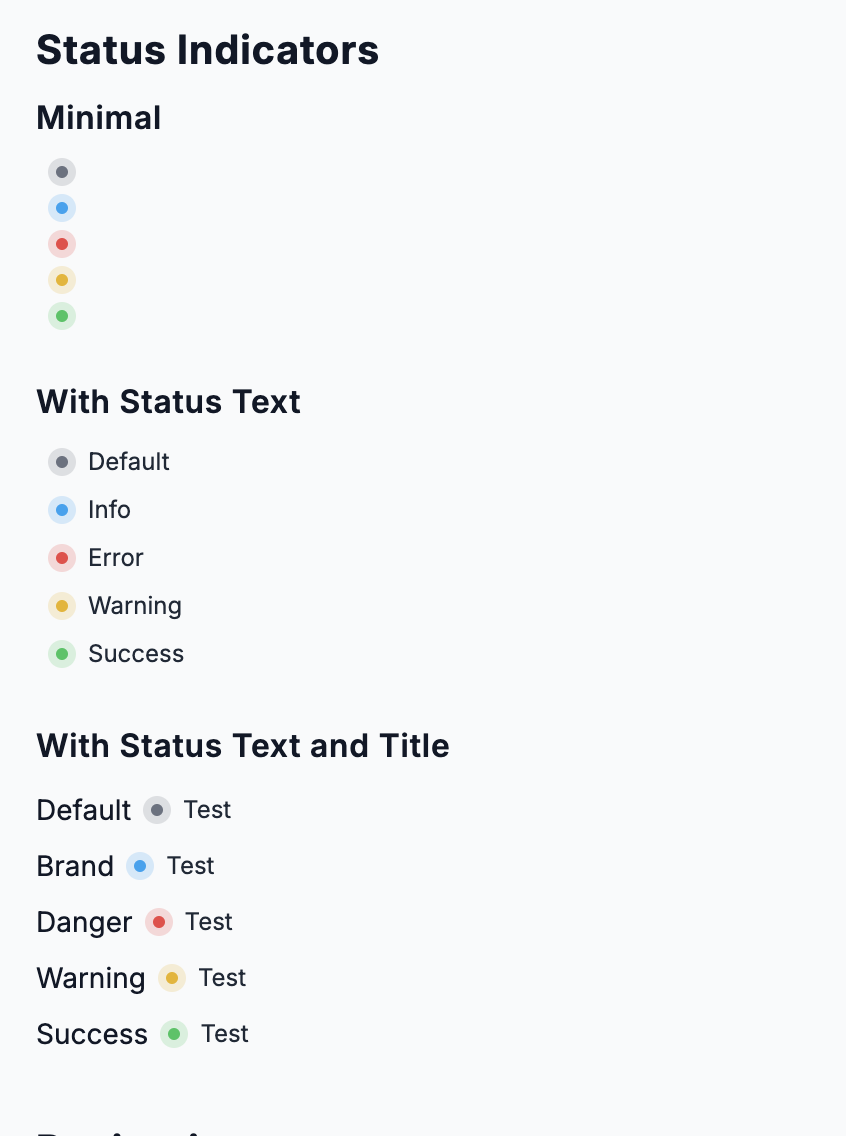 Status Indicators
Minimal
With Status Text
Default
Info
Error
Warning
Success
With Status Text and Title
Default Test
Brand Test
Danger Test
Warning Test
Success Test